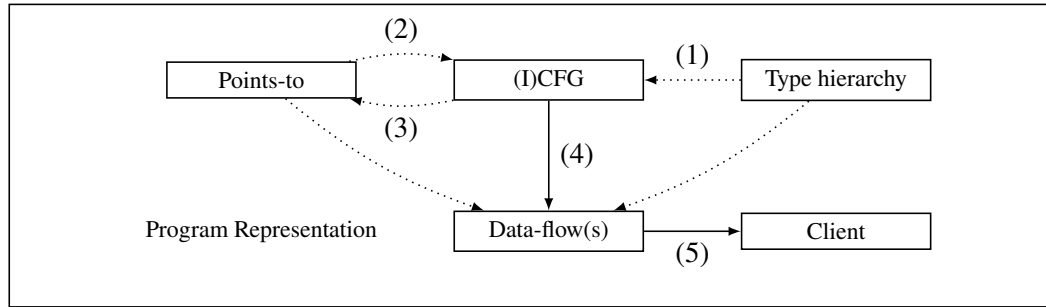 (2)
(1)
Points-to
(I)CFG
Type hierarchy
(3)
(4)
Program Representation
Data-flow(s)
Client
(5)